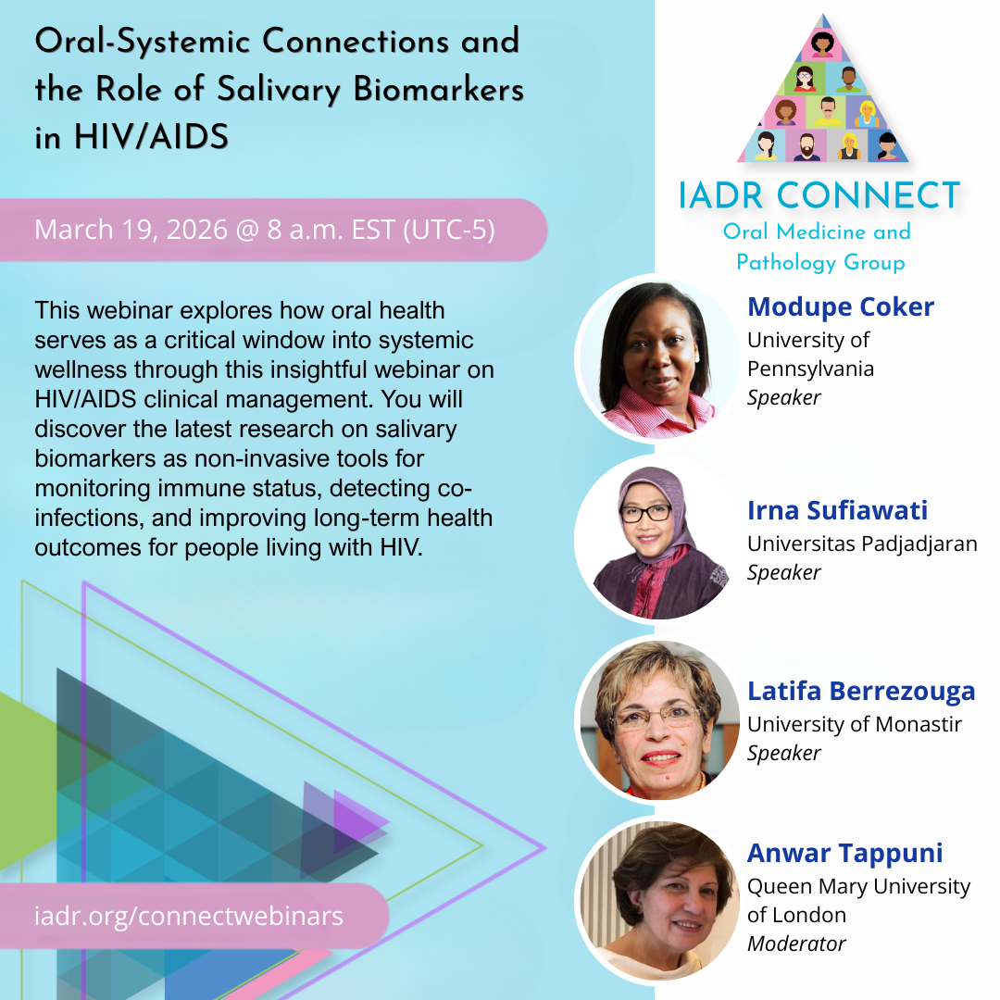 Oral-Systemic Connections and
the Role of Salivary Biomarkers
in HIV/AIDS
March 19, 2026 @ 8 a.m. EST (UTC-5)
This webinar explores how oral health
serves as a critical window into systemic
wellness through this insightful webinar on
HIV/AIDS clinical management. You will
discover the latest research on salivary
biomarkers as non-invasive tools for
monitoring immune status, detecting co-
infections, and improving long-term health
outcomes for people living with HIV.
iadr.org/connectwebinars
IADR CONNECT
Oral Medicine and
Pathology Group
Modupe Coker
University of
Pennsylvania
Speaker
Irna Sufiawati
Universitas Padjadjaran
Speaker
Latifa Berrezouga
University of Monastir
Speaker
Anwar Tappuni
Queen Mary University
of London
Moderator